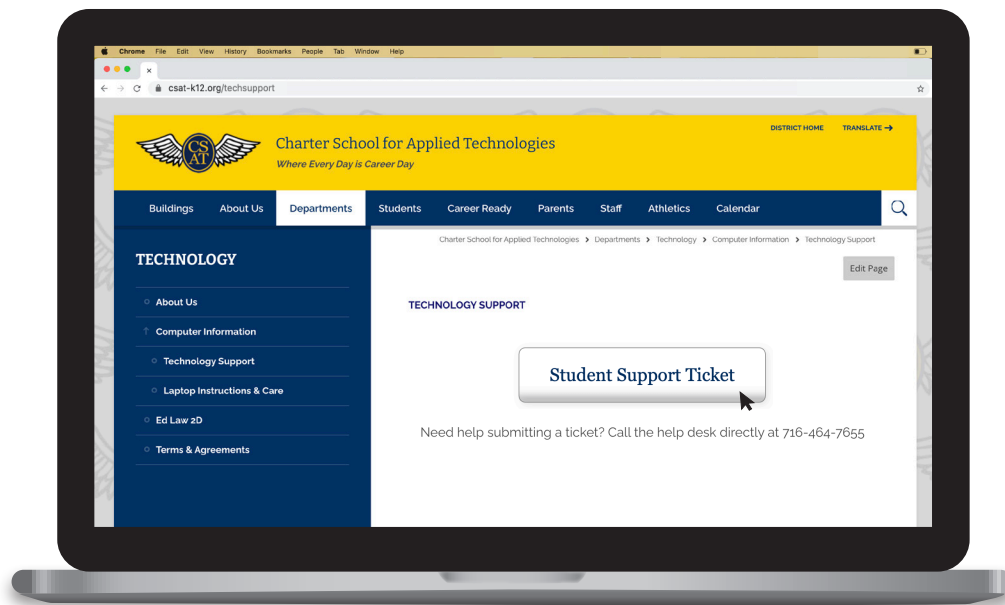 Chrome File Edit View History Bookmarks People Tab Window Help
csat-k12.org/techsupport
DISTRICT HOME TRANSLATE
CS
AT
Charter School for Applied Technologies
Where Every Day is Career Day
Buildings About Us Departments Students Career Ready Parents Staff Athletics Calendar
Charter School for Applied Technologies > Departments > Technology > Computer Information > Technology Support
TECHNOLOGY
Edit Page
About Us
TECHNOLOGY SUPPORT
Computer Information
Technology Support
Laptop Instructions & Care
Ed Law 2D
Terms & Agreements
Student Support Ticket
Need help submitting a ticket? Call the help desk directly at 716-464-7655